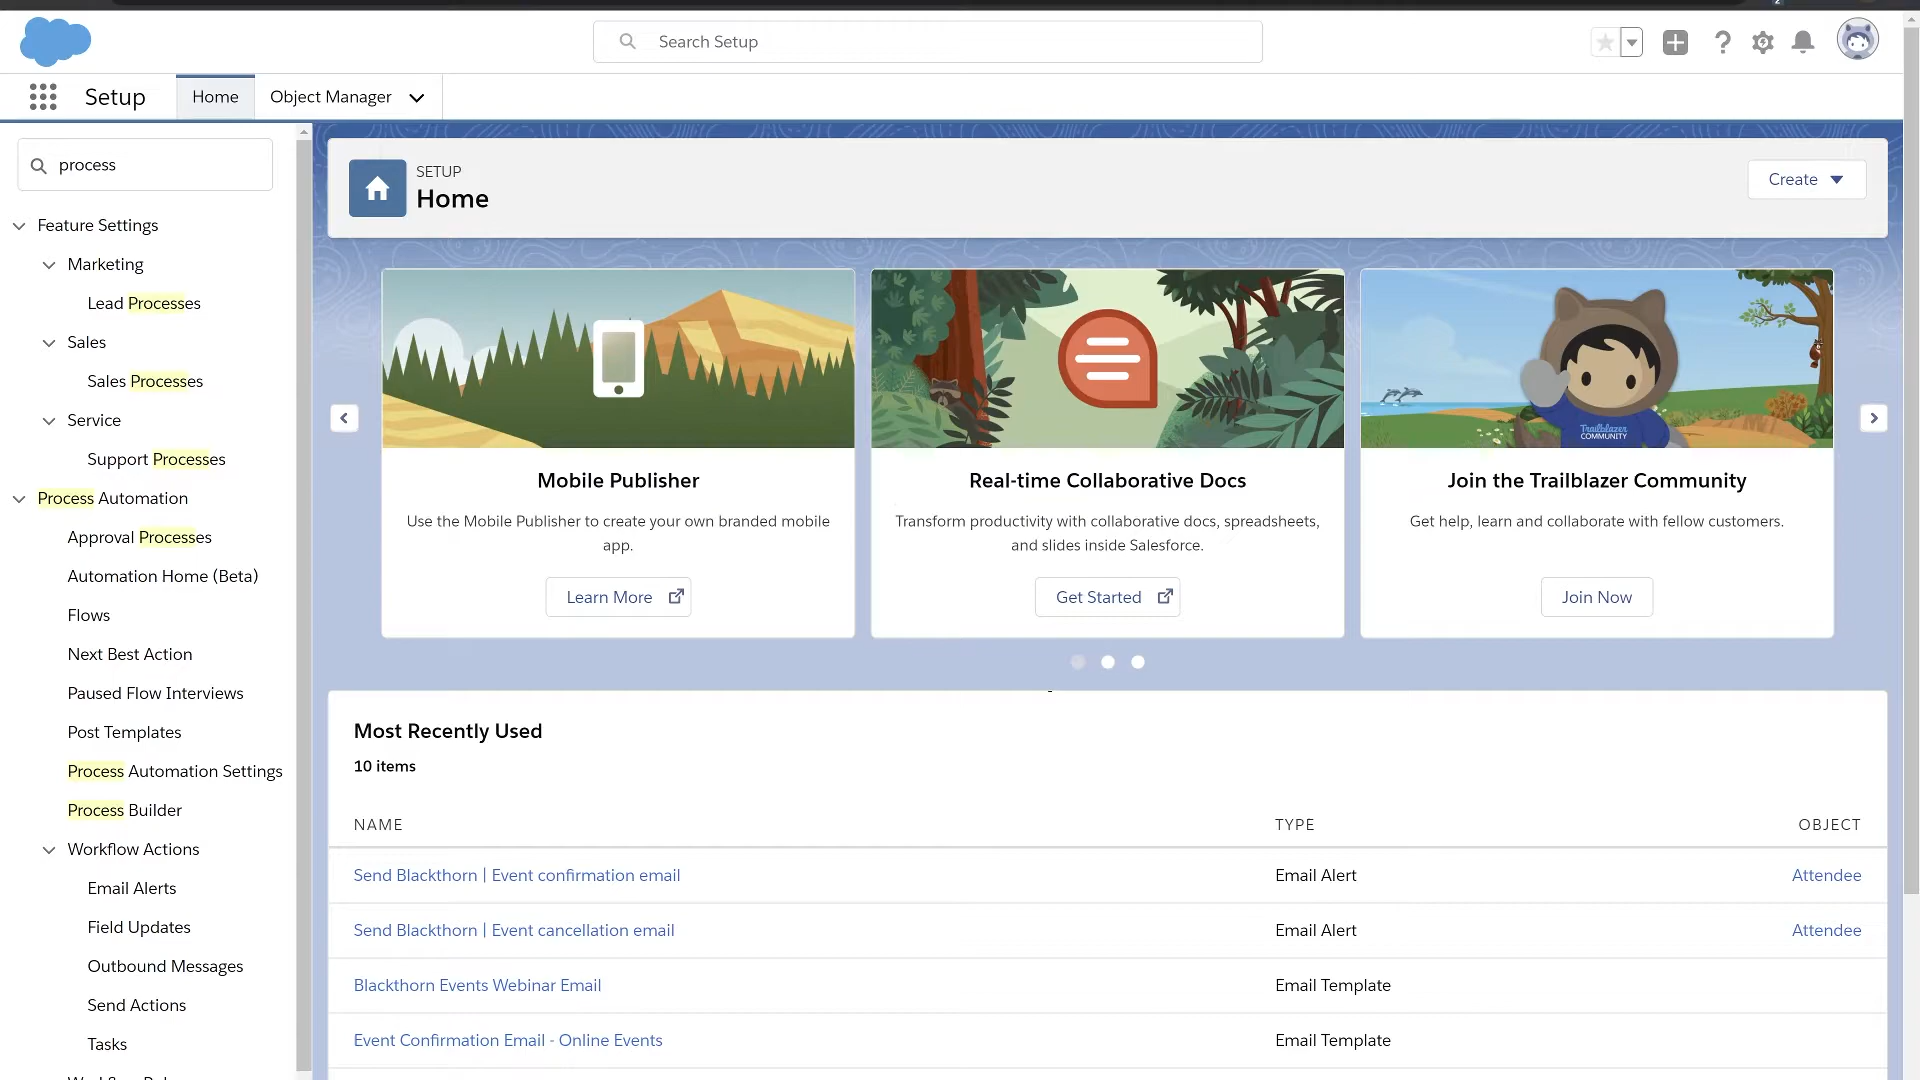 2
Search Setup
Setup
Home
Object Manager
process
Feature Settings
Marketing
Lead Processes
Sales
Sales Processes
Service
Support Processes
Process Automation
Approval Processes
Automation Home (Beta)
Flows
Next Best Action
Paused Flow Interviews
Post Templates
Process Automation Settings
Process Builder
Workflow Actions
Email Alerts
Field Updates
Outbound Messages
Send Actions
Tasks
SETUP
Home
Create
Mobile Publisher
Use the Mobile Publisher to create your own branded mobile
app.
Learn More
Real-time Collaborative Docs
Transform productivity with collaborative docs, spreadsheets,
and slides inside Salesforce.
Get Started
Trailblazer
COMMUNITY
Join the Trailblazer Community
Get help, learn and collaborate with fellow customers.
Join Now
Most Recently Used
10 items
NAME TYPE OBJECT
Send Blackthorn | Event confirmation email Email Alert Attendee
Send Blackthorn | Event cancellation email Email Alert Attendee
Blackthorn Events Webinar Email Email Template
Event Confirmation Email - Online Events Email Template